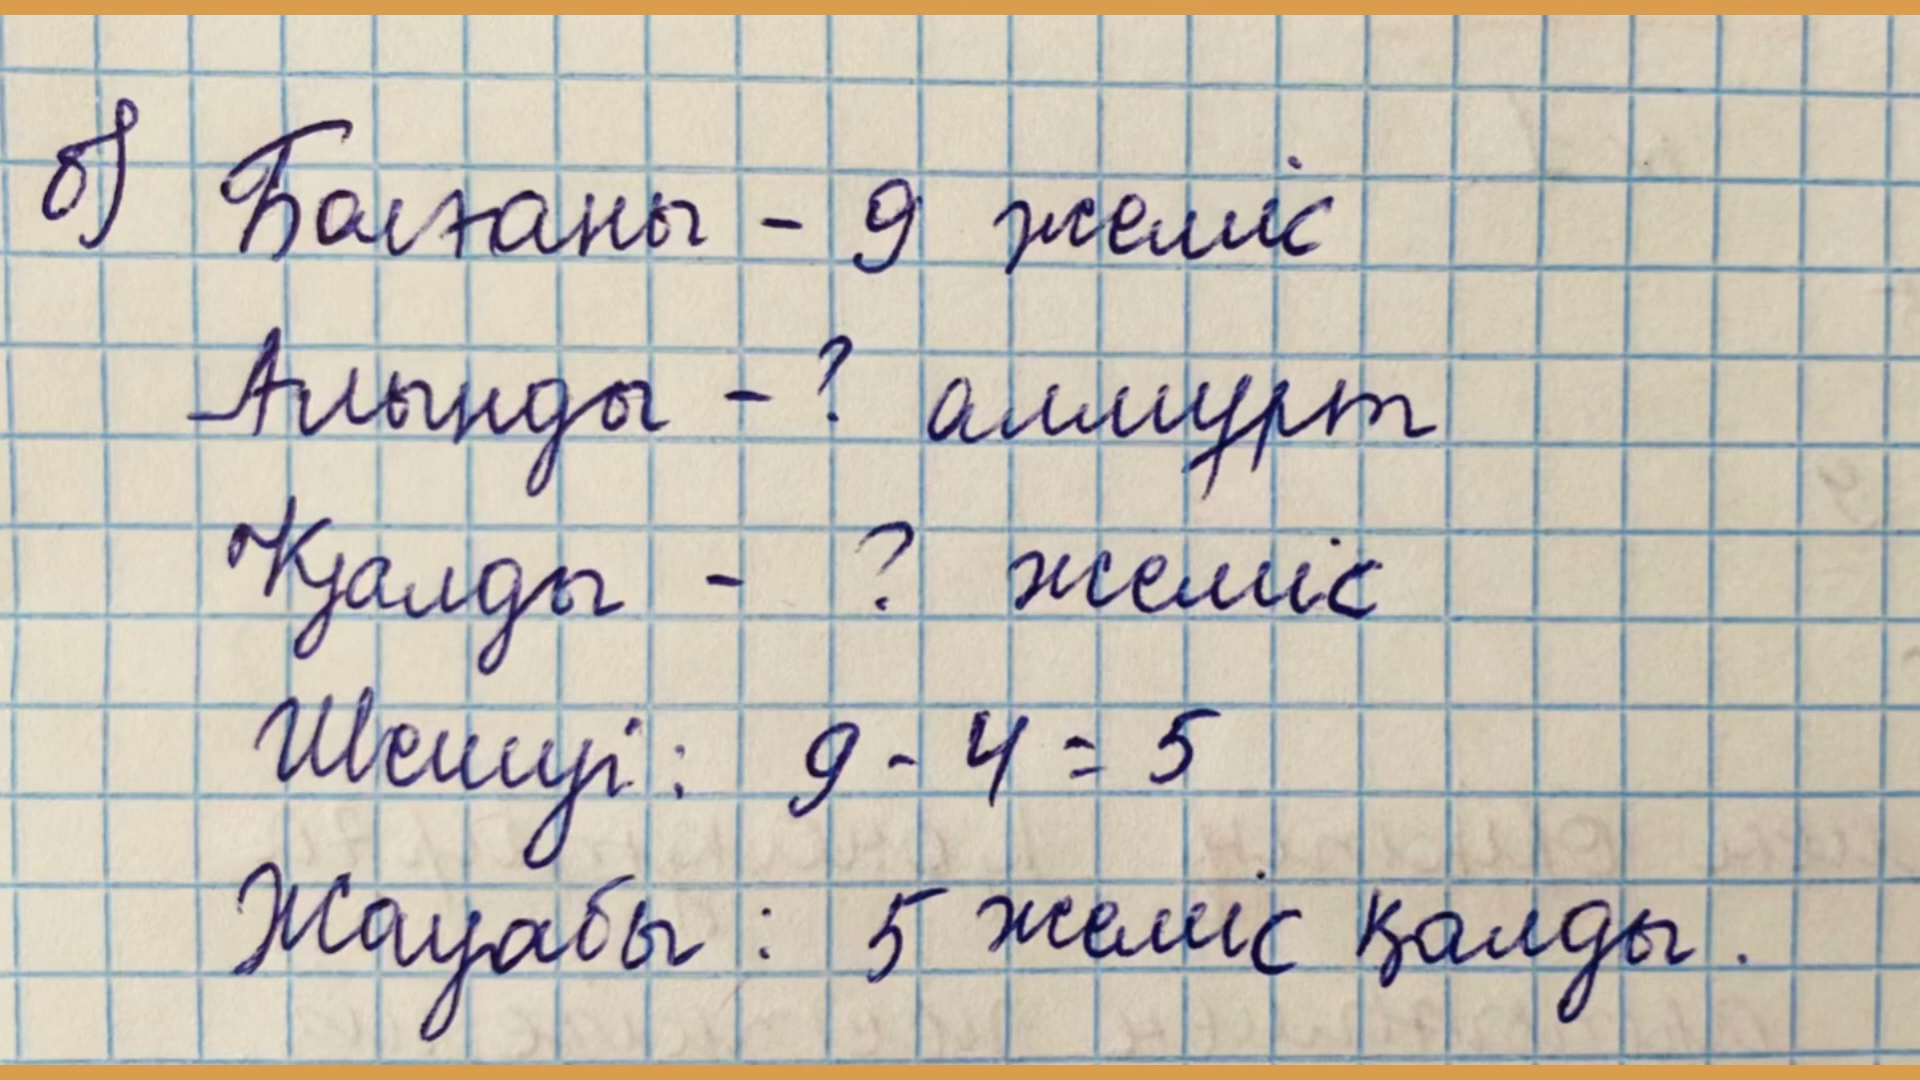 б) Болғаны - 9 жеміс
Алынды - ? алмұрт
Қалды - ? жеміс
Шешуі: 9 - 4 = 5
Жауабы: 5 жеміс қалды.